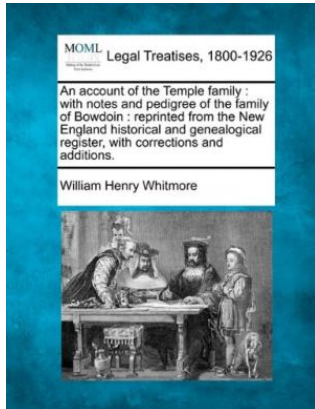 MOML
Legal Treatises, 1800-1926
An account of the Temple family :
with notes and pedigree of the family
of Bowdoin : reprinted from the New
England historical and genealogical
register, with corrections and
additions.
William Henry Whitmore